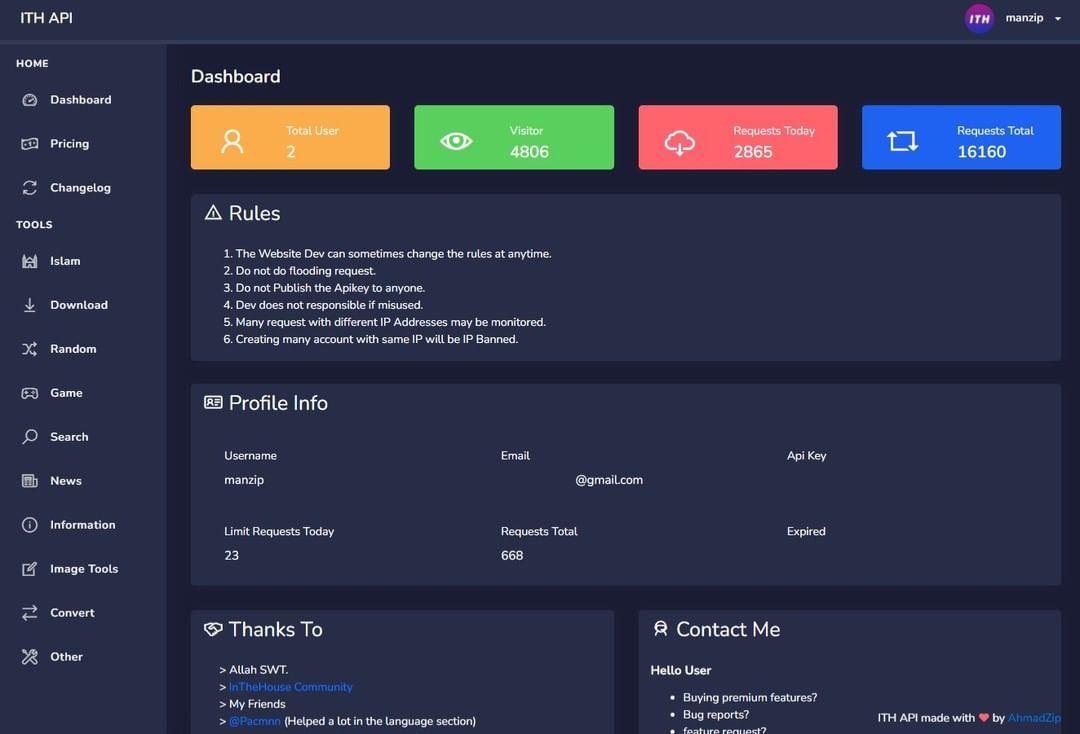 ITH API
ITH
manzip
HOME
Dashboard
Pricing
Changelog
TOOLS
Islam
Download
Random
Game
Search
News
Information
Image Tools
Convert
Other
Dashboard
Total User
2
Visitor
4806
Requests Today
2865
Requests Total
16160
Rules
1. The Website Dev can sometimes change the rules at anytime.
2. Do not do flooding request.
3. Do not Publish the Apikey to anyone.
4. Dev does not responsible if misused.
5. Many request with different IP Addresses may be monitored.
6. Creating many account with same IP will be IP Banned.
Profile Info
Username
manzip
Email
@gmail.com
Api Key
Limit Requests Today
23
Requests Total
668
Expired
Thanks To
> Allah SWT.
> InTheHouse Community
> My Friends
> @Pacmnn (Helped a lot in the language section)
Contact Me
Hello User
• Buying premium features?
• Bug reports?
• feature request?
ITH API made with ❤ by AhmadZip